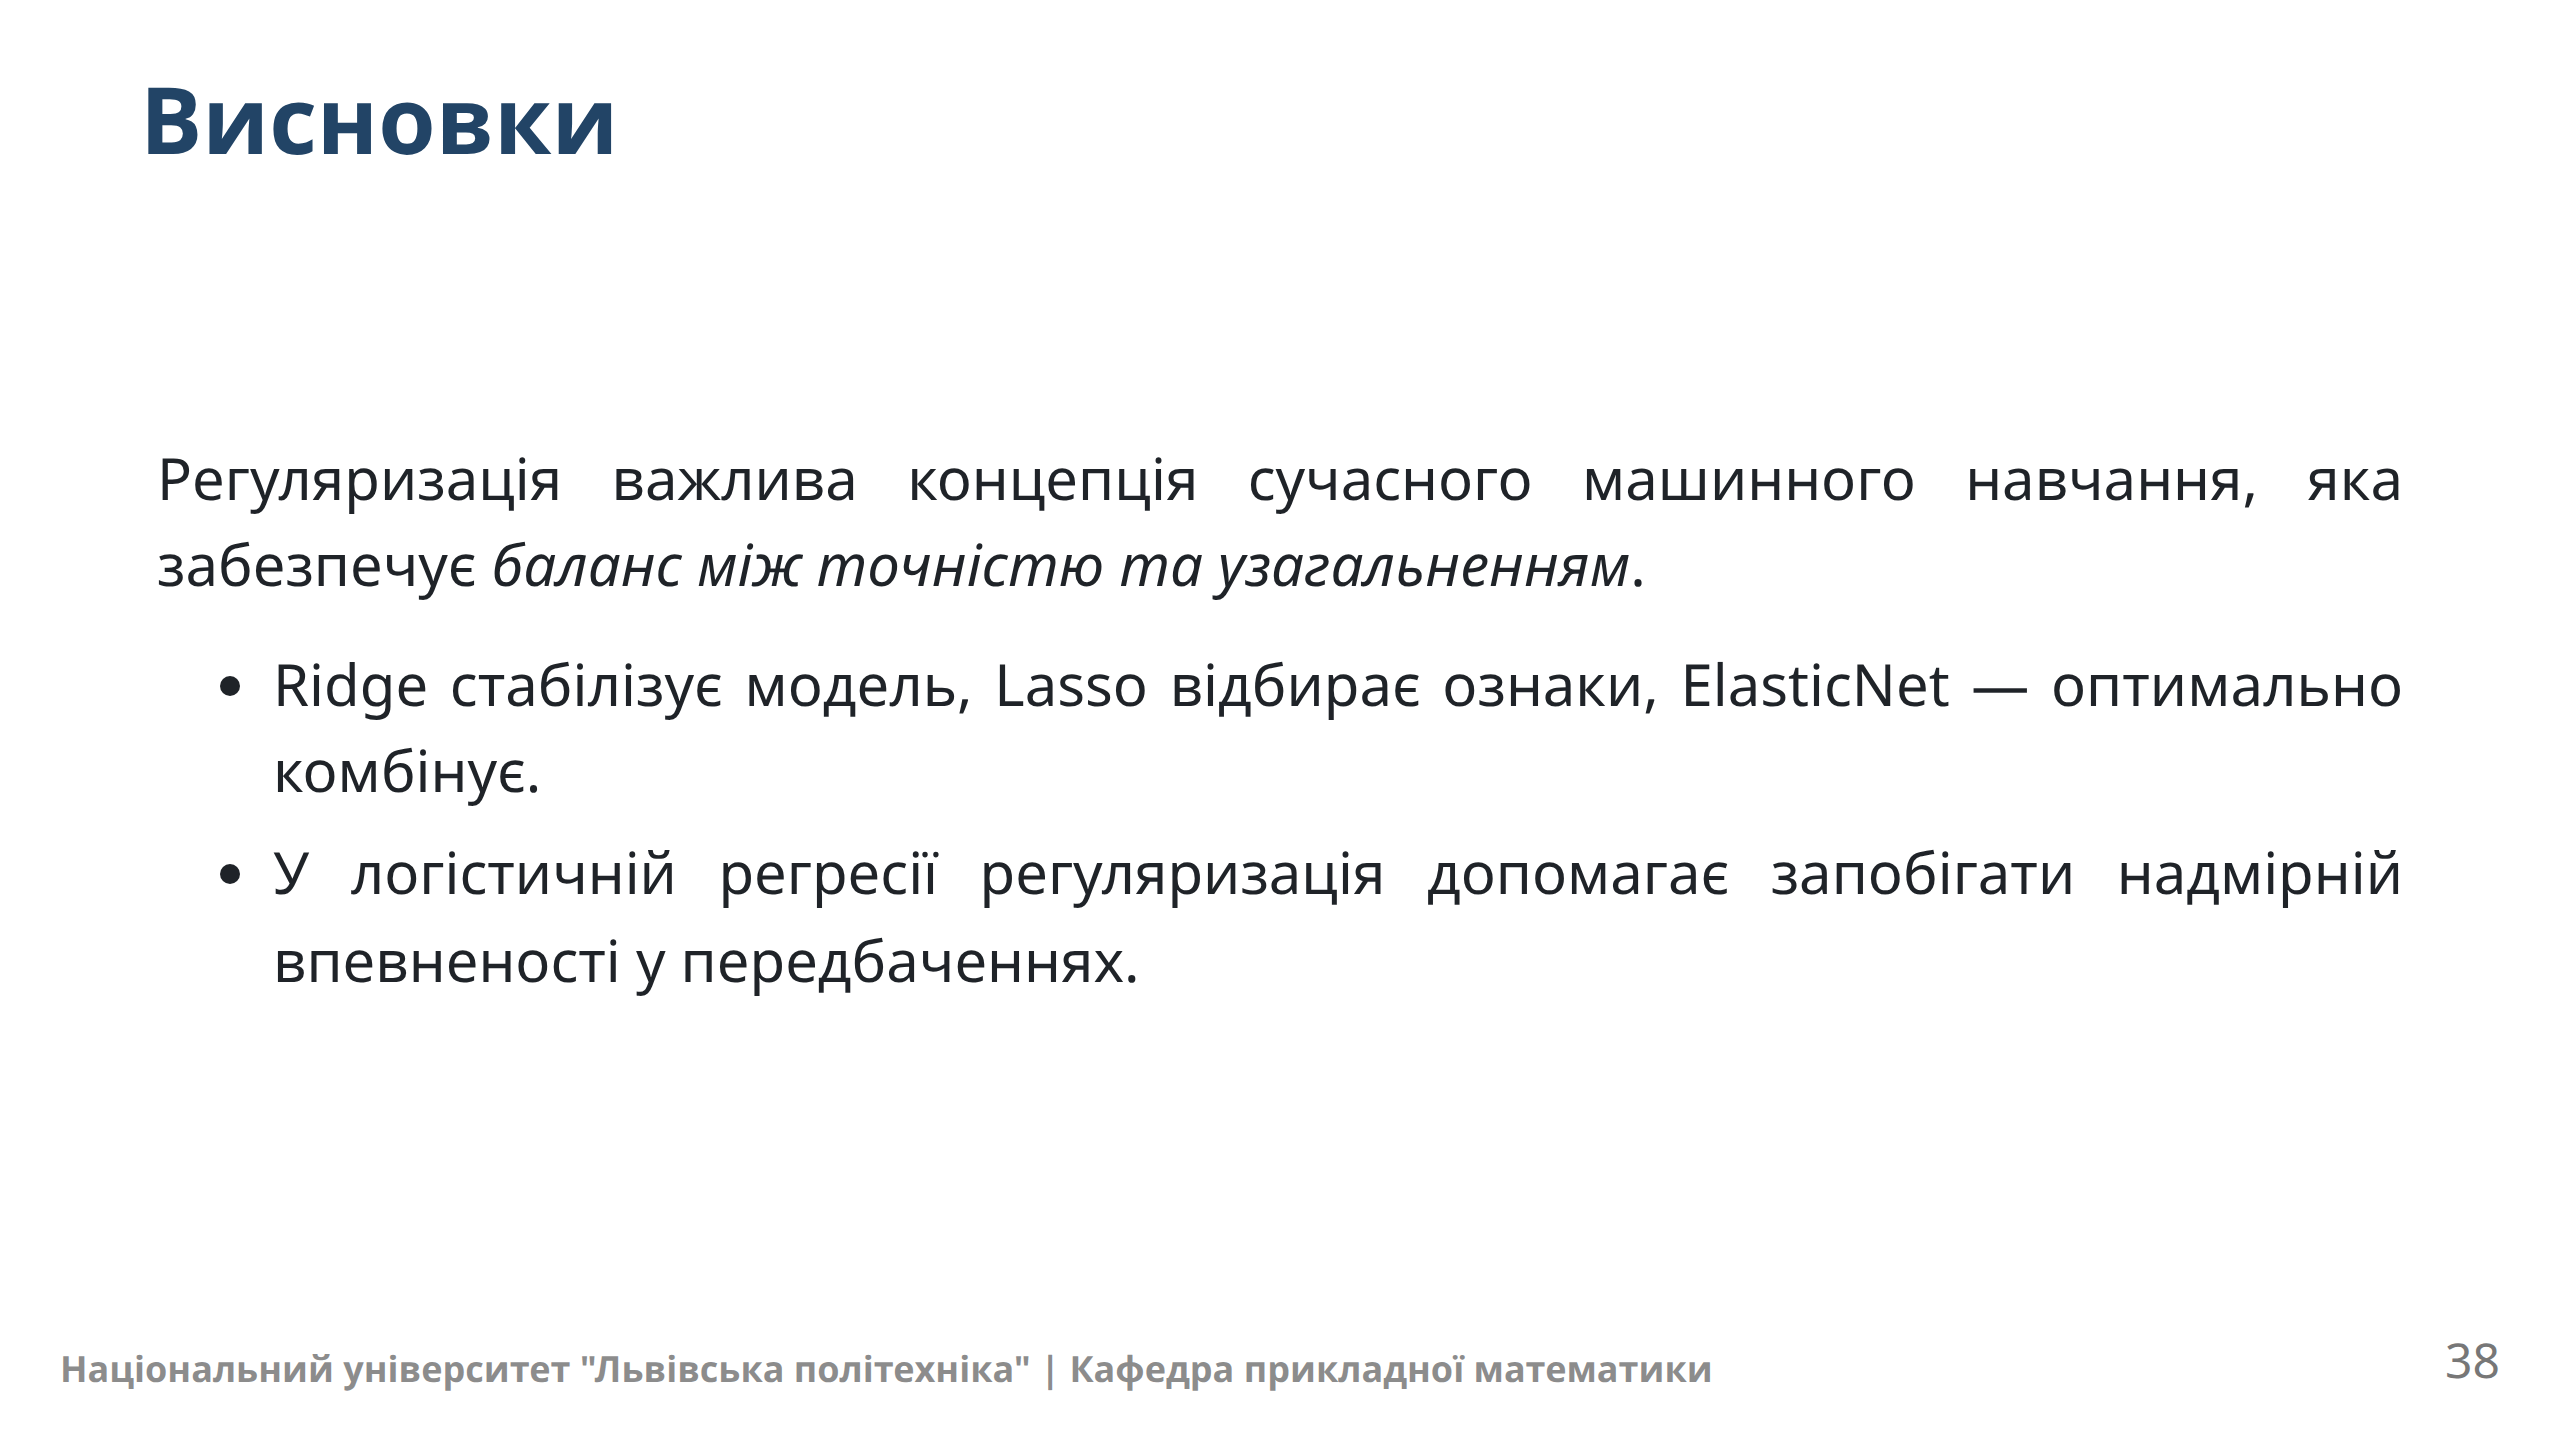 Висновки
Регуляризація важлива концепція сучасного машинного навчання, яка
забезпечує баланс між точністю та узагальненням.
• Ridge стабілізує модель, Lasso відбирає ознаки, ElasticNet — оптимально
комбінує.
• У логістичній регресії регуляризація допомагає запобігати надмірній
впевненості у передбаченнях.
Національний університет "Львівська політехніка" | Кафедра прикладної математики
38